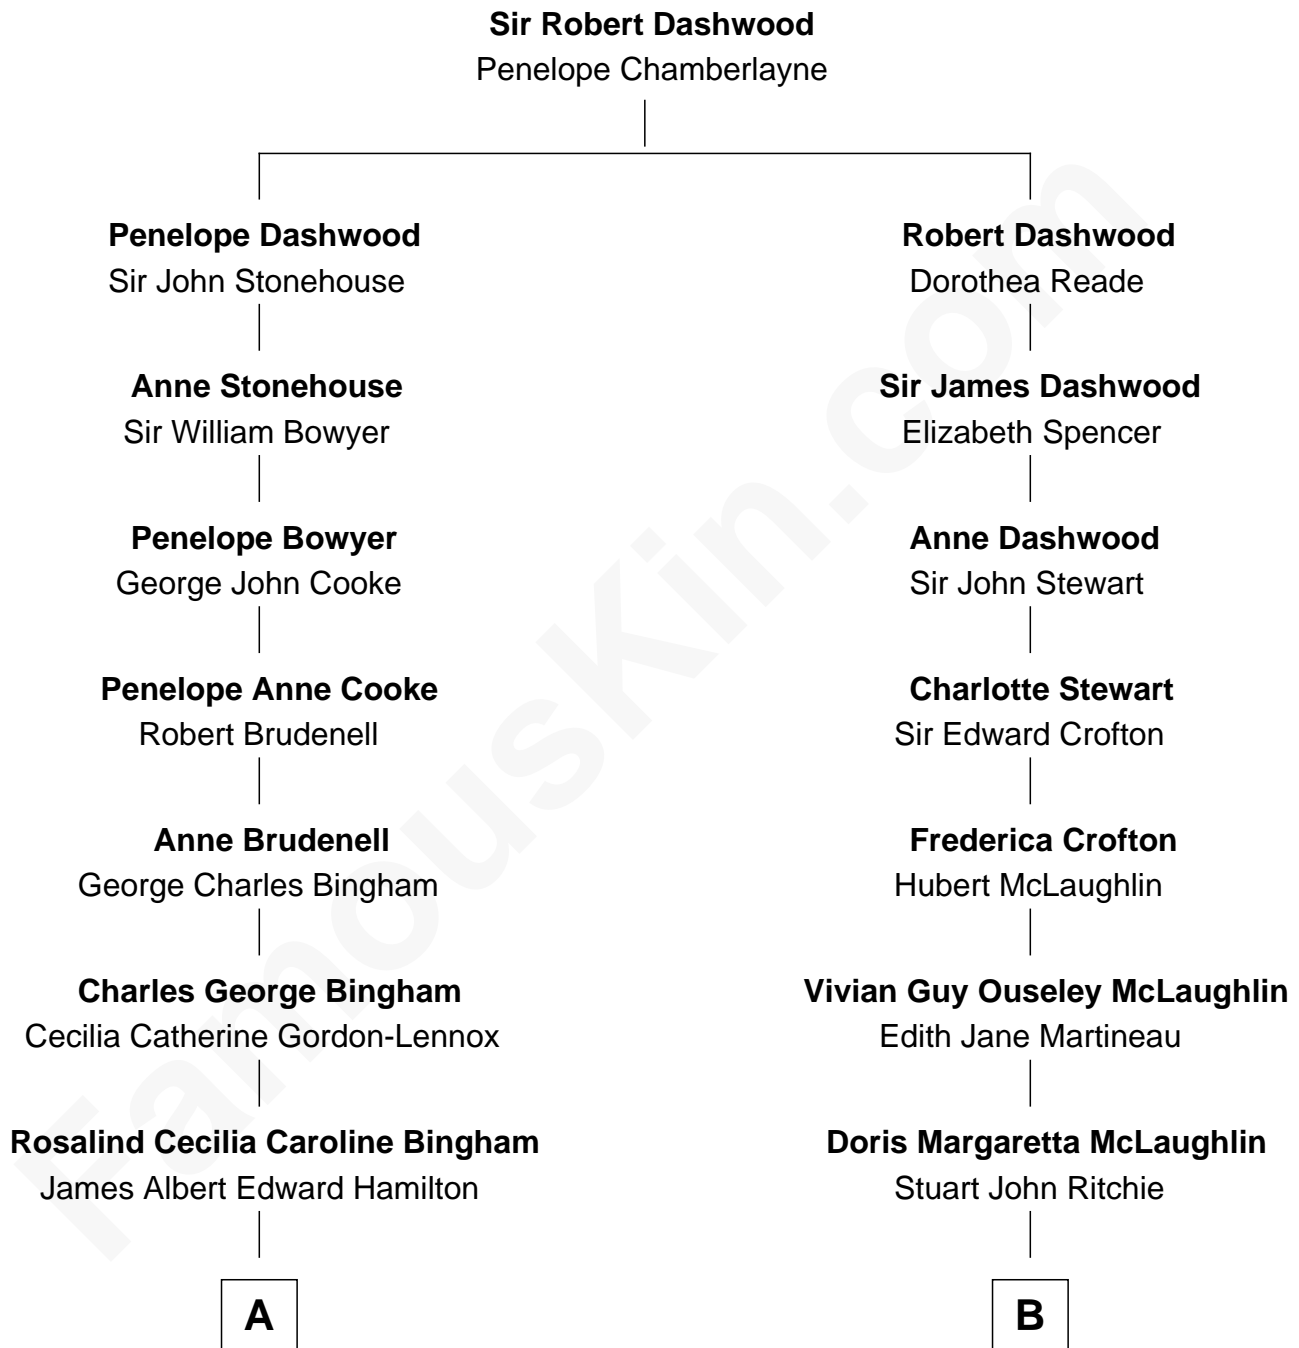 Sir Robert Dashwood
Penelope Chamberlayne
Penelope Dashwood
Sir John Stonehouse
Robert Dashwood
Dorothea Reade
Anne Stonehouse
Sir William Bowyer
Sir James Dashwood
Elizabeth Spencer
Penelope Bowyer
George John Cooke
Anne Dashwood
Sir John Stewart
Penelope Anne Cooke
Robert Brudenell
Charlotte Stewart
Sir Edward Crofton
Anne Brudenell
George Charles Bingham
Frederica Crofton
Hubert McLaughlin
Charles George Bingham
Cecilia Catherine Gordon-Lennox
Vivian Guy Ouseley McLaughlin
Edith Jane Martineau
Rosalind Cecilia Caroline Bingham
James Albert Edward Hamilton
Doris Margaretta McLaughlin
Stuart John Ritchie
A
B
FamousKin.com